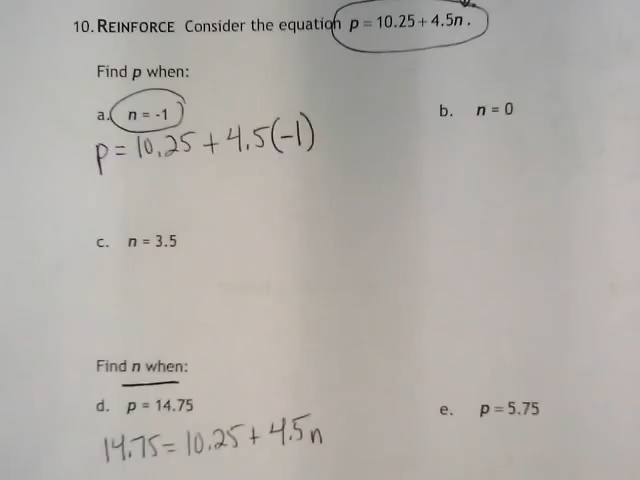 10. REINFORCE Consider the equation p = 10.25 + 4.5n.
Find p when:
a. n = -1
b. n = 0
p = 10.25 + 4.5(-1)
c. n = 3.5
Find n when:
d. p = 14.75
e. p = 5.75
14.75 = 10.25 + 4.5n